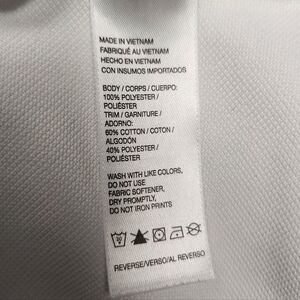 MADE IN VIETNAM
FABRIQUÉ AU VIETNAM
HECHO EN VIETNAM
CON INSUMOS IMPORTADOS
BODY / CORPS / CUERPO:
100% POLYESTER /
POLIÉSTER
TRIM / GARNITURE /
ADORNO:
60% COTTON / COTON /
ALGODÓN
40% POLYESTER /
POLIÉSTER
WASH WITH LIKE COLORS,
DO NOT USE
FABRIC SOFTENER,
DRY PROMPTLY,
DO NOT IRON PRINTS
REVERSE/VERSO/AL REVERSO